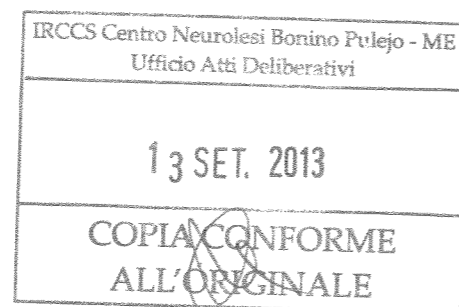 IRCCS Centro Neurolesi Bonino Pulejo - ME
Ufficio Atti Deliberativi
13 SET. 2013
COPIA CONFORME
ALL'ORIGINALE